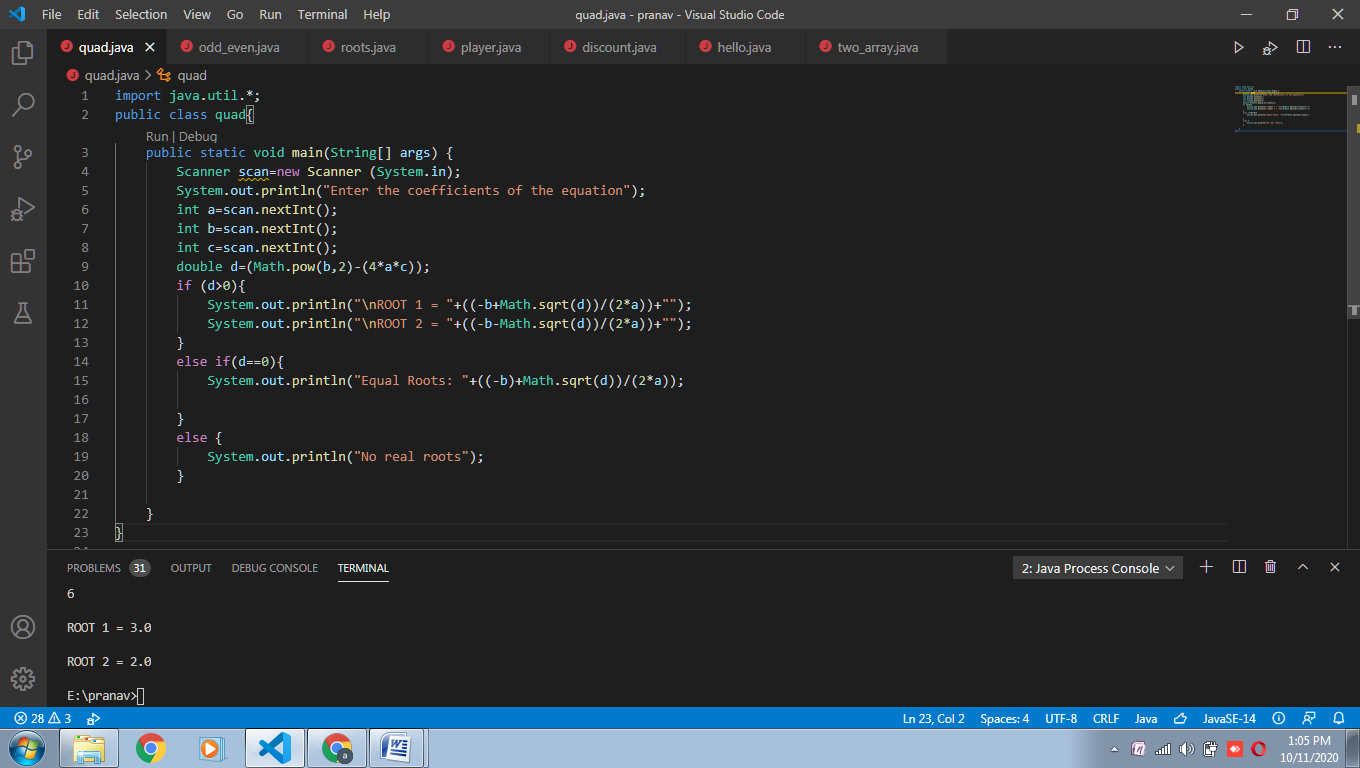 File Edit Selection View Go Run Terminal Help quad.java - pranav - Visual Studio Code
quad.java odd_even.java roots.java player.java discount.java hello.java two_array.java
quad.java > quad
1 import java.util.*;
2 public class quad{
Run | Debug
3 public static void main(String[] args) {
4 Scanner scan=new Scanner (System.in);
5 System.out.println("Enter the coefficients of the equation");
6 int a=scan.nextInt();
7 int b=scan.nextInt();
8 int c=scan.nextInt();
9 double d=(Math.pow(b,2)-(4*a*c));
10 if (d>0){
11 System.out.println("\nROOT 1 = "+((-b+Math.sqrt(d))/(2*a))+"");
12 System.out.println("\nROOT 2 = "+((-b-Math.sqrt(d))/(2*a))+"");
13 }
14 else if(d==0){
15 System.out.println("Equal Roots: "+((-b)+Math.sqrt(d))/(2*a));
16
17 }
18 else {
19 System.out.println("No real roots");
20 }
21
22 }
23 }
PROBLEMS 31 OUTPUT DEBUG CONSOLE TERMINAL 2: Java Process Console
6
ROOT 1 = 3.0
ROOT 2 = 2.0
E:\pranav>
28 3 Ln 23, Col 2 Spaces: 4 UTF-8 CRLF Java JavaSE-14
1:05 PM
10/11/2020